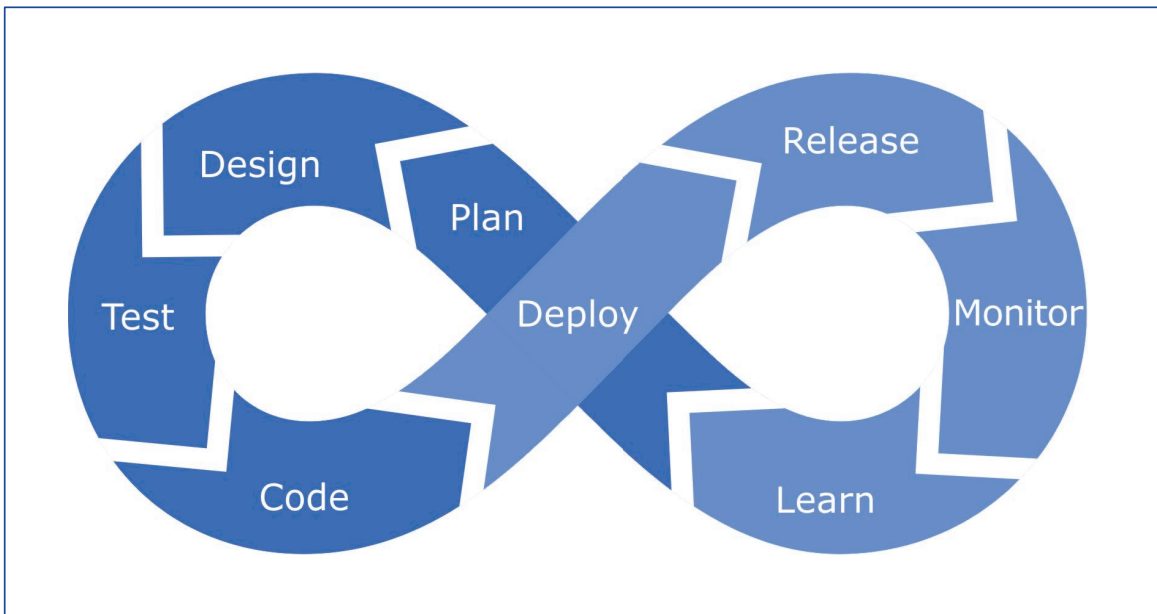 Release
Design
Plan
Test
Deploy
Monitor
Code
Learn